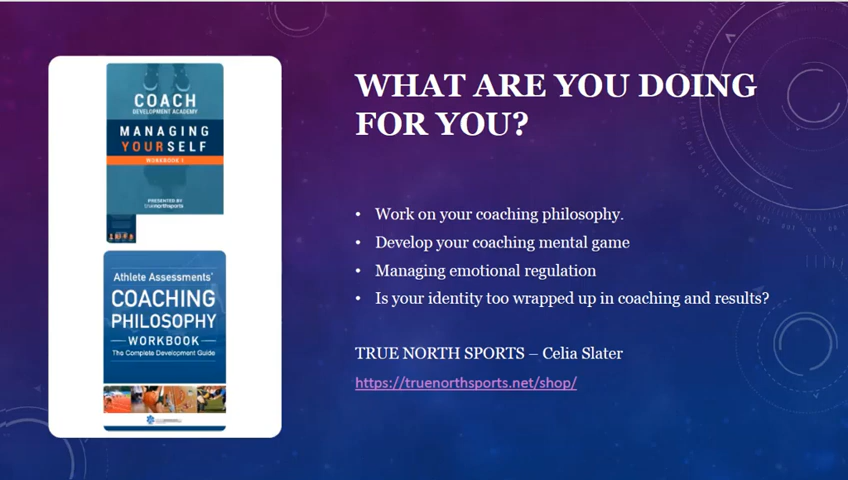 COACH
DEVELOPMENT ACADEMY
MANAGING
YOURSELF
WORKBOOK 1
PRESENTED BY
truenorthsports
Athlete Assessments'
COACHING
PHILOSOPHY
WORKBOOK
The Complete Development Guide
WHAT ARE YOU DOING
FOR YOU?
• Work on your coaching philosophy.
• Develop your coaching mental game
• Managing emotional regulation
• Is your identity too wrapped up in coaching and results?
TRUE NORTH SPORTS – Celia Slater
https://truenorthsports.net/shop/